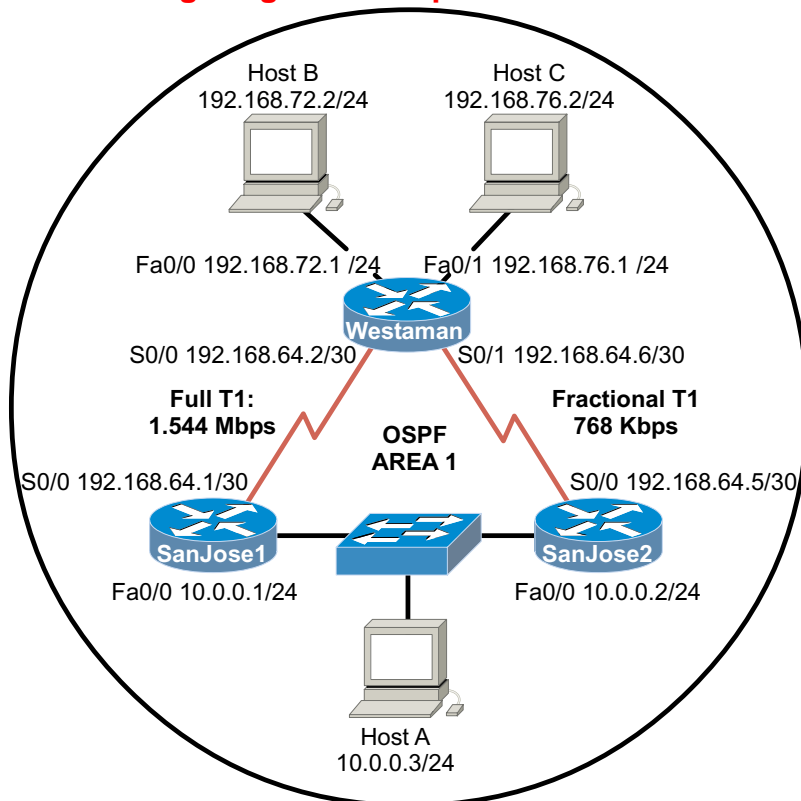 Host B
192.168.72.2/24
Host C
192.168.76.2/24
Fa0/0 192.168.72.1 /24
Fa0/1 192.168.76.1 /24
Westaman
S0/0 192.168.64.2/30
S0/1 192.168.64.6/30
Full T1:
1.544 Mbps
Fractional T1
768 Kbps
OSPF
AREA 1
S0/0 192.168.64.1/30
S0/0 192.168.64.5/30
SanJose1
SanJose2
Fa0/0 10.0.0.1/24
Fa0/0 10.0.0.2/24
Host A
10.0.0.3/24